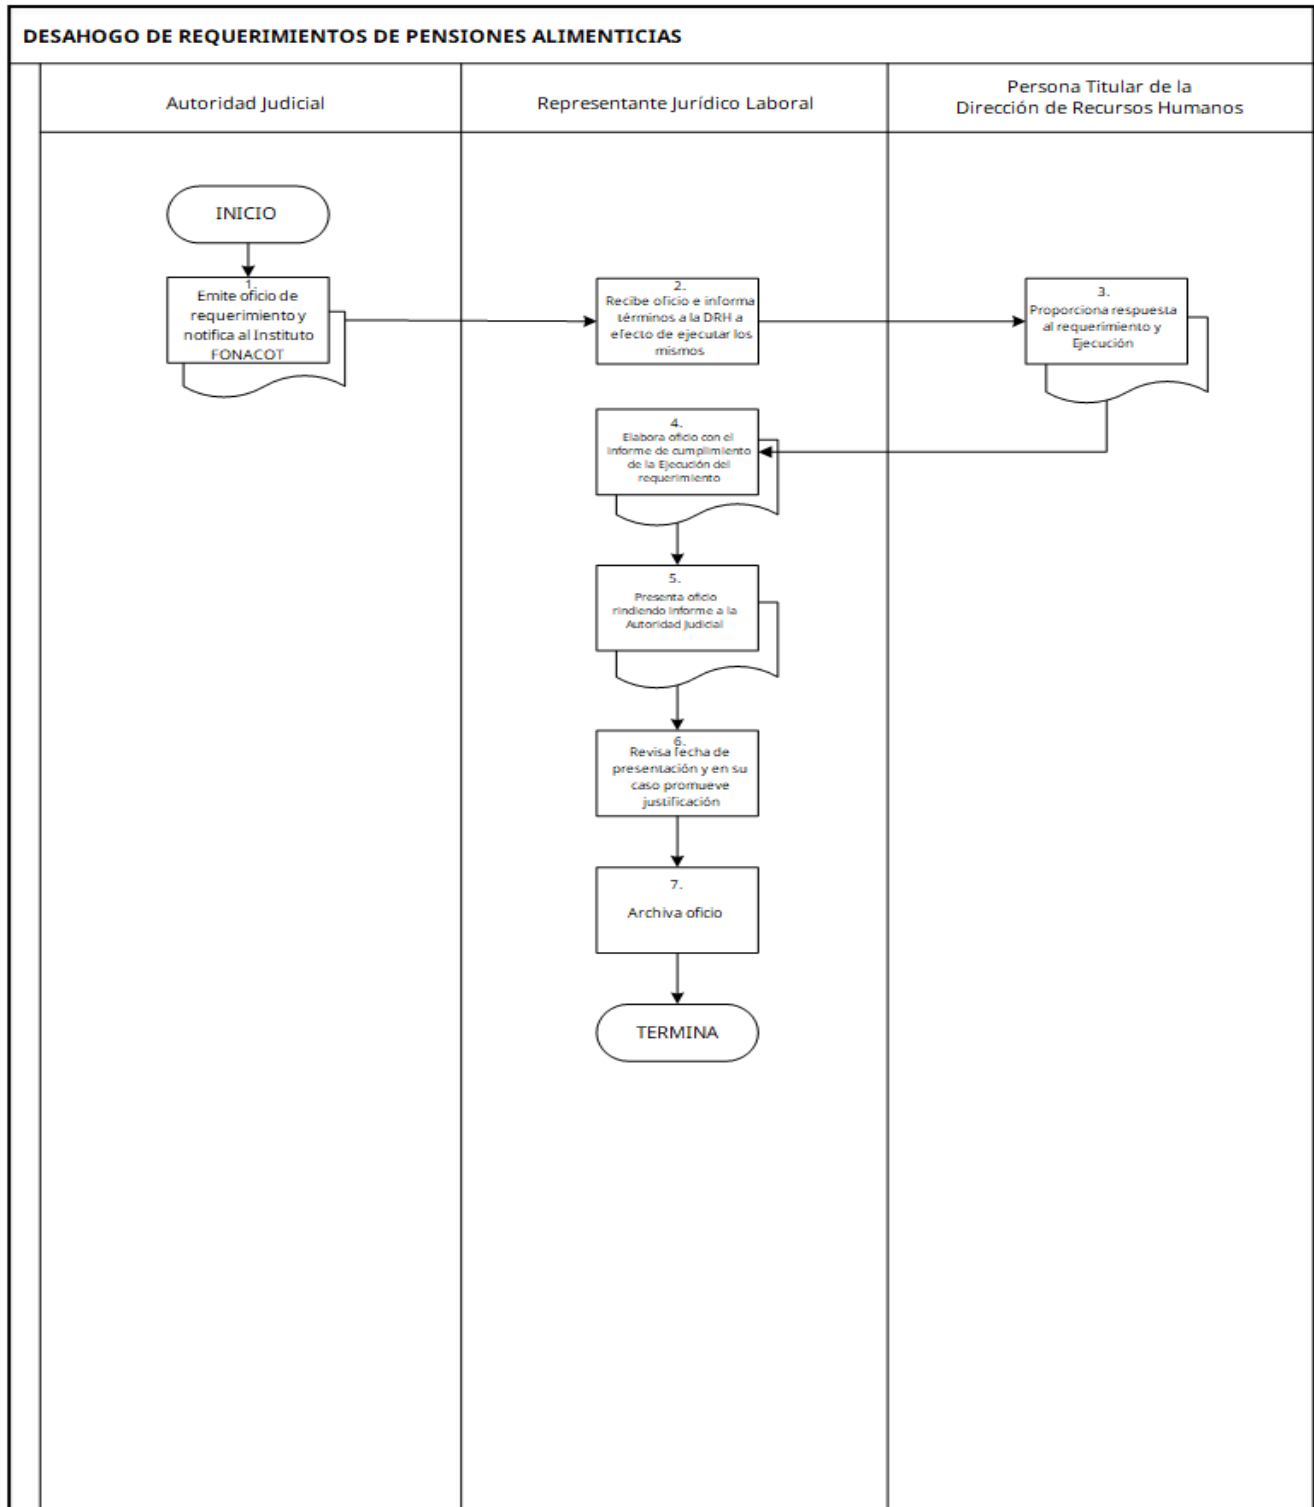 DESAHOGO DE REQUERIMIENTOS DE PENSIONES ALIMENTICIAS
Autoridad Judicial
Representante Jurídico Laboral
Persona Titular de la
Dirección de Recursos Humanos
INICIO
1.
Emite oficio de
requerimiento y
notifica al Instituto
FONACOT
2.
Recibe oficio e informa
términos a la DRH a
efecto de ejecutar los
mismos
3.
Proporciona respuesta
al requerimiento y
Ejecución
4.
Elabora oficio con el
informe de cumplimiento
de la Ejecución del
requerimiento
5.
Presenta oficio
rindiendo informe a la
Autoridad Judicial
6.
Revisa fecha de
presentación y en su
caso promueve
justificación
7.
Archiva oficio
TERMINA